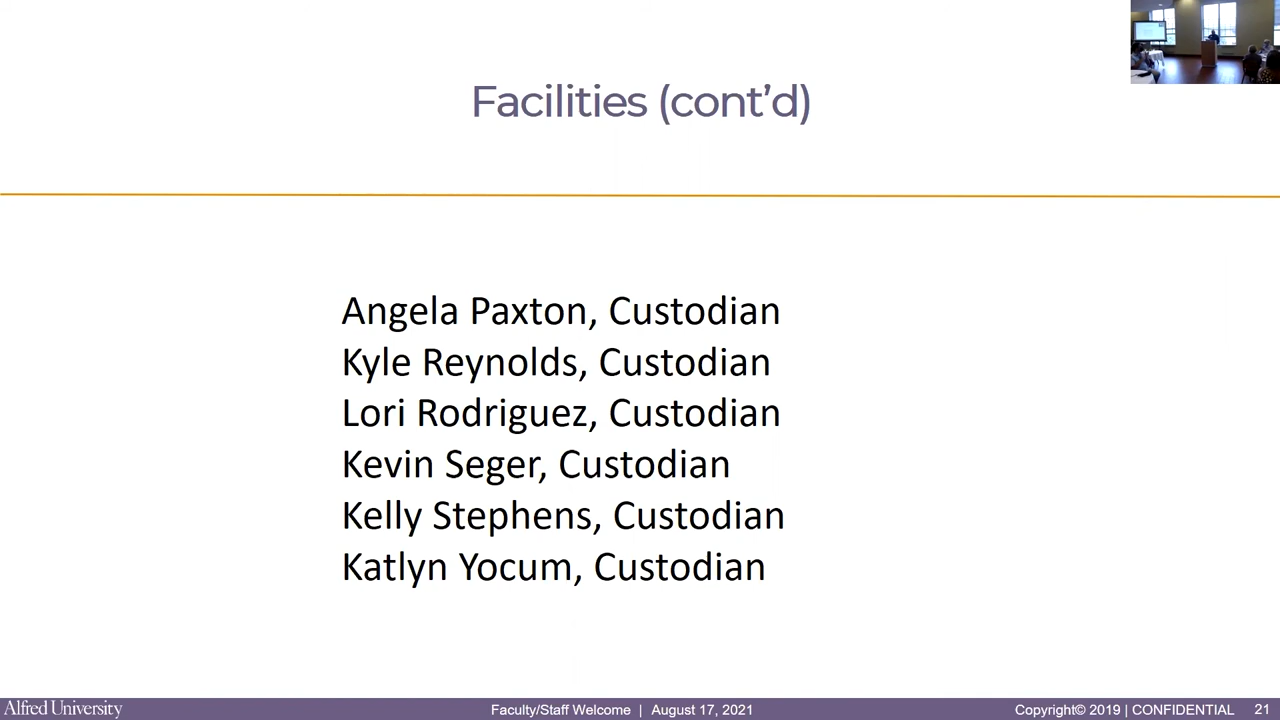 Facilities (cont’d)
Angela Paxton, Custodian
Kyle Reynolds, Custodian
Lori Rodriguez, Custodian
Kevin Seger, Custodian
Kelly Stephens, Custodian
Katlyn Yocum, Custodian
Alfred University Faculty/Staff Welcome | August 17, 2021 Copyright© 2019 | CONFIDENTIAL 21